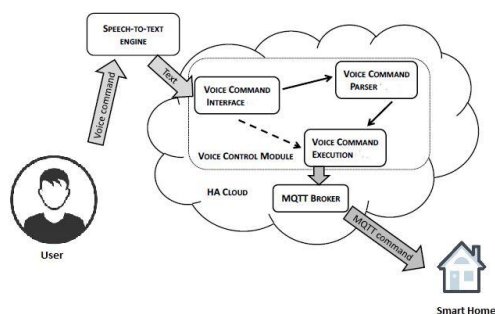 SPEECH-TO-TEXT
ENGINE
Voice command
Text
VOICE COMMAND
INTERFACE
VOICE COMMAND
PARSER
VOICE COMMAND
EXECUTION
VOICE CONTROL MODULE
HA CLOUD
MQTT BROKER
MQTT command
User
Smart Home